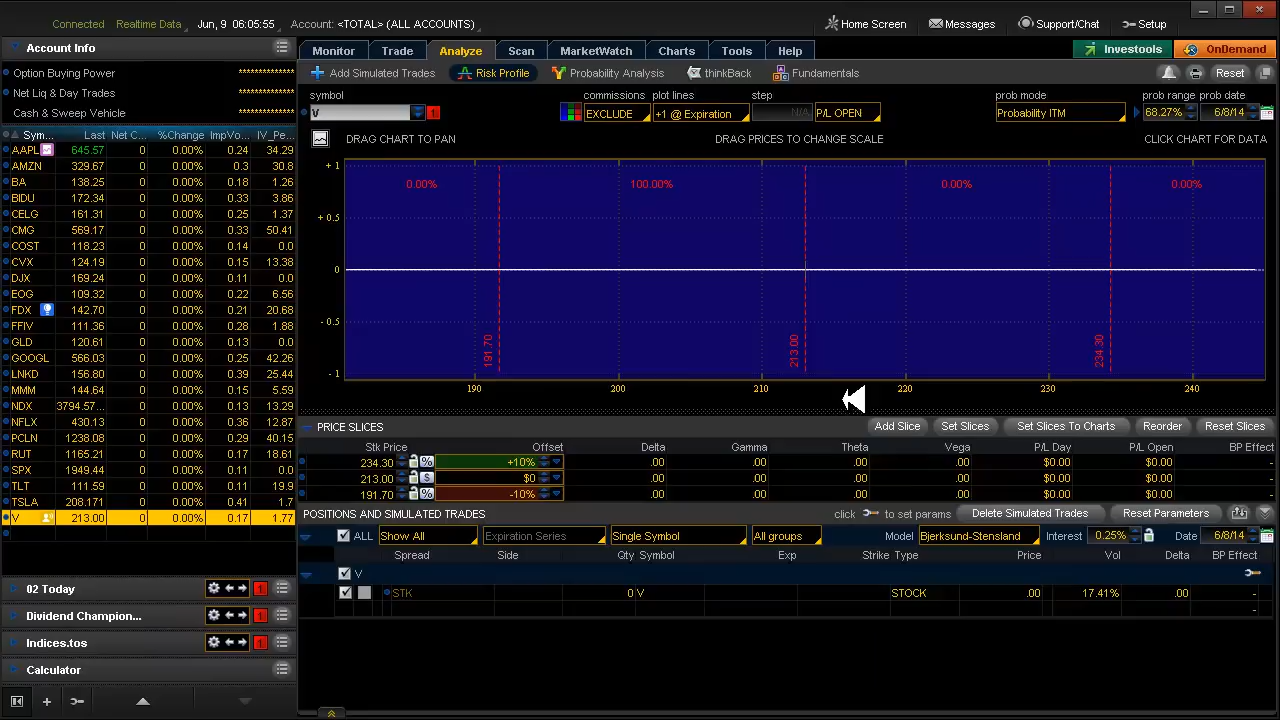 Connected Realtime Data Jun, 9 06:05:55 Account: <TOTAL> (ALL ACCOUNTS) Home Screen Messages Support/Chat Setup
Account Info
Monitor Trade Analyze Scan MarketWatch Charts Tools Help Investools OnDemand
Option Buying Power **************
Net Liq & Day Trades **************
Cash & Sweep Vehicle **************
Add Simulated Trades Risk Profile Probability Analysis thinkBack Fundamentals Reset
symbol commissions plot lines step prob mode prob range prob date
V 1 EXCLUDE +1 @ Expiration N/A P/L OPEN Probability ITM 68.27% 6/8/14
DRAG CHART TO PAN DRAG PRICES TO CHANGE SCALE CLICK CHART FOR DATA
Sym... Last Net C... %Change ImpVo... IV_Pe...
AAPL 645.57 0 0.00% 0.24 34.29
AMZN 329.67 0 0.00% 0.3 30.8
BA 138.25 0 0.00% 0.18 1.26
BIDU 172.34 0 0.00% 0.33 3.86
CELG 161.31 0 0.00% 0.25 1.37
CMG 569.17 0 0.00% 0.33 50.41
COST 118.23 0 0.00% 0.14 0.0
CVX 124.19 0 0.00% 0.15 13.38
DJX 169.24 0 0.00% 0.11 0.0
EOG 109.32 0 0.00% 0.22 6.56
FDX 142.70 0 0.00% 0.21 20.68
FFIV 111.36 0 0.00% 0.28 1.88
GLD 120.61 0 0.00% 0.13 0.0
GOOGL 566.03 0 0.00% 0.25 42.26
LNKD 156.80 0 0.00% 0.39 25.44
MMM 144.64 0 0.00% 0.15 5.59
NDX 3794.57... 0 0.00% 0.13 13.29
NFLX 430.13 0 0.00% 0.36 12.87
PCLN 1238.08 0 0.00% 0.29 40.15
RUT 1165.21 0 0.00% 0.17 18.61
SPX 1949.44 0 0.00% 0.11 0.0
TLT 111.59 0 0.00% 0.11 19.9
TSLA 208.171 0 0.00% 0.41 1.7
V 213.00 0 0.00% 0.17 1.77
+ 1
+ 0.5
0
- 0.5
- 1
0.00% 100.00% 0.00% 0.00%
191.70 213.00 234.30
190 200 210 220 230 240
PRICE SLICES Add Slice Set Slices Set Slices To Charts Reorder Reset Slices
Stk Price Offset Delta Gamma Theta Vega P/L Day P/L Open BP Effect
234.30 % +10% .00 .00 .00 .00 $0.00 $0.00 -
213.00 $ $0 .00 .00 .00 .00 $0.00 $0.00 -
191.70 % -10% .00 .00 .00 .00 $0.00 $0.00 -
POSITIONS AND SIMULATED TRADES click to set params Delete Simulated Trades Reset Parameters
ALL Show All Expiration Series Single Symbol All groups Model Bjerksund-Stensland Interest 0.25% Date 6/8/14
Spread Side Qty Symbol Exp Strike Type Price Vol Delta BP Effect
V
STK 0 V STOCK .00 17.41% .00 -
-
02 Today 1
Dividend Champion... 1
Indices.tos 1
Calculator